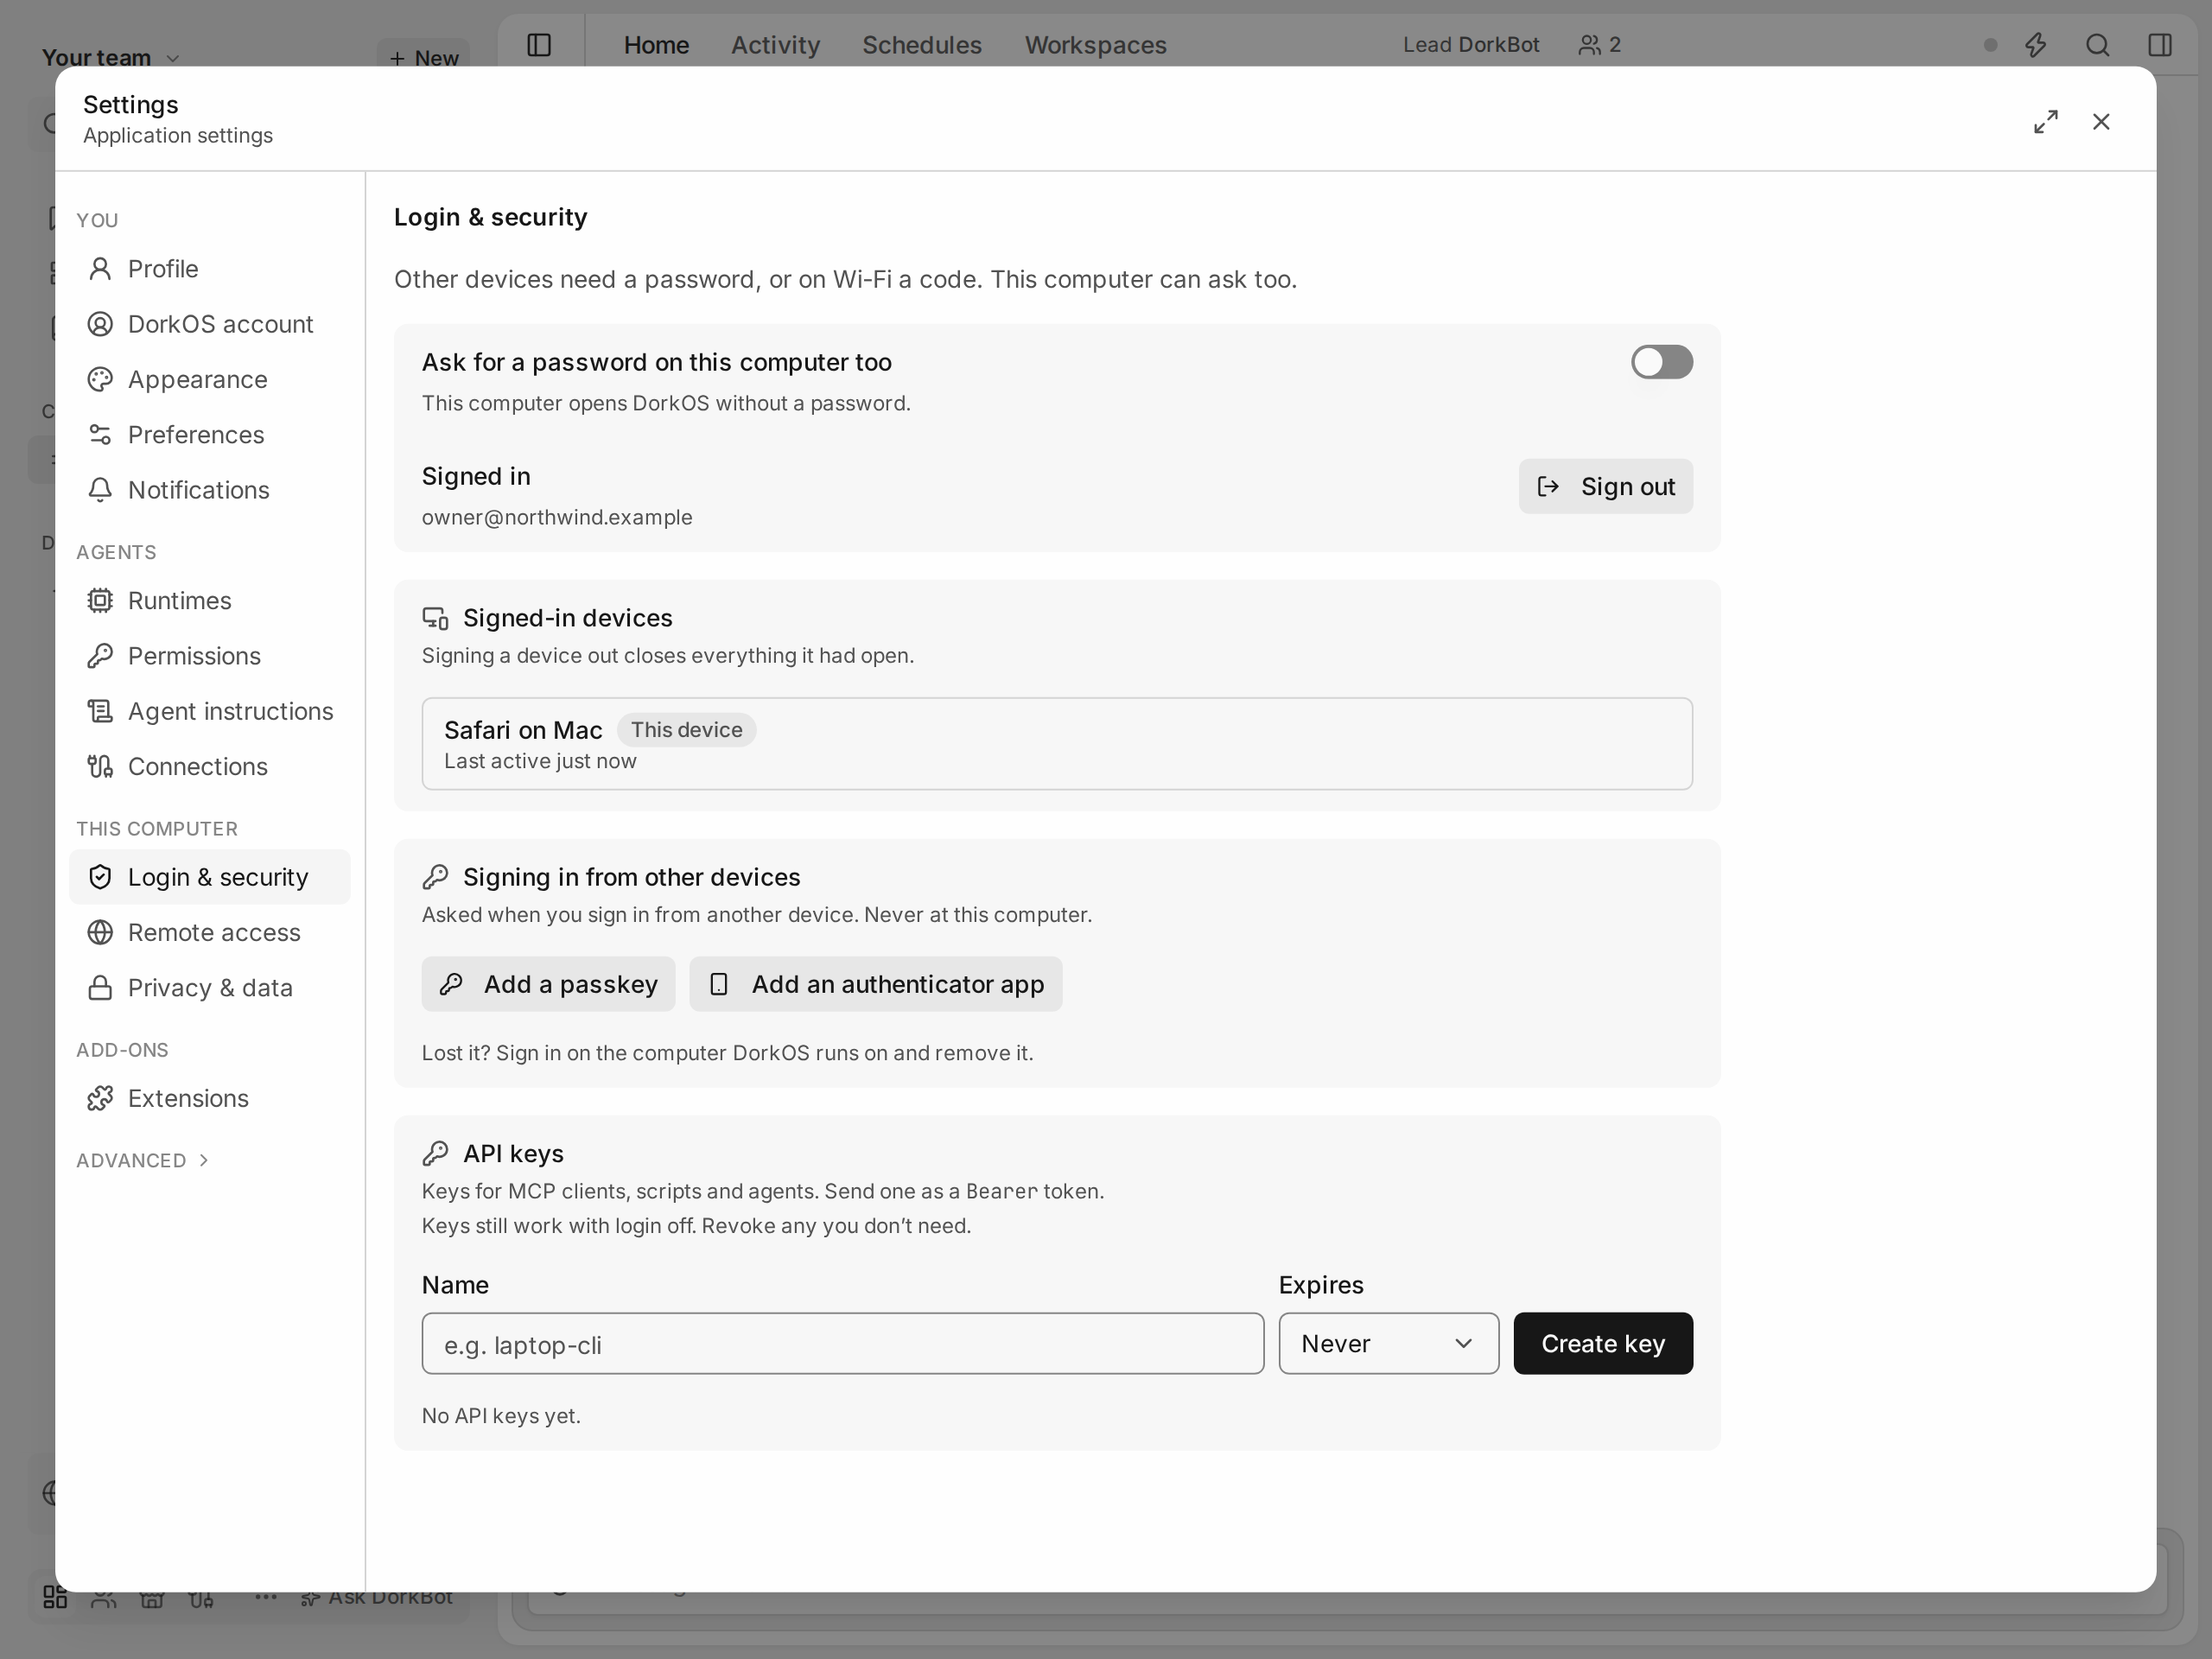 Your team
+ New
Home
Activity
Schedules
Workspaces
Lead DorkBot
2
Settings
Application settings
YOU
Profile
DorkOS account
Appearance
Preferences
Notifications
AGENTS
Runtimes
Permissions
Agent instructions
Connections
THIS COMPUTER
Login & security
Remote access
Privacy & data
ADD-ONS
Extensions
ADVANCED
Login & security
Other devices need a password, or on Wi-Fi a code. This computer can ask too.
Ask for a password on this computer too
This computer opens DorkOS without a password.
Signed in
owner@northwind.example
Sign out
Signed-in devices
Signing a device out closes everything it had open.
Safari on Mac
This device
Last active just now
Signing in from other devices
Asked when you sign in from another device. Never at this computer.
Add a passkey
Add an authenticator app
Lost it? Sign in on the computer DorkOS runs on and remove it.
API keys
Keys for MCP clients, scripts and agents. Send one as a Bearer token.
Keys still work with login off. Revoke any you don’t need.
Name
Expires
e.g. laptop-cli
Never
Create key
No API keys yet.
Ask DorkBot